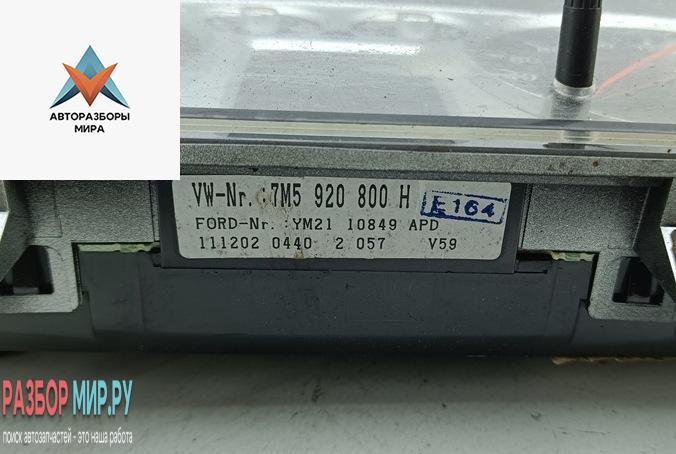 АВТОРАЗБОРЫ
МИРА
VW-Nr. :7M5 920 800 H E164
FORD-Nr. :YM21 10849 APD
111202 0440 2 057 V59
РАЗБОР МИР.РУ
поиск автозапчастей - это наша работа